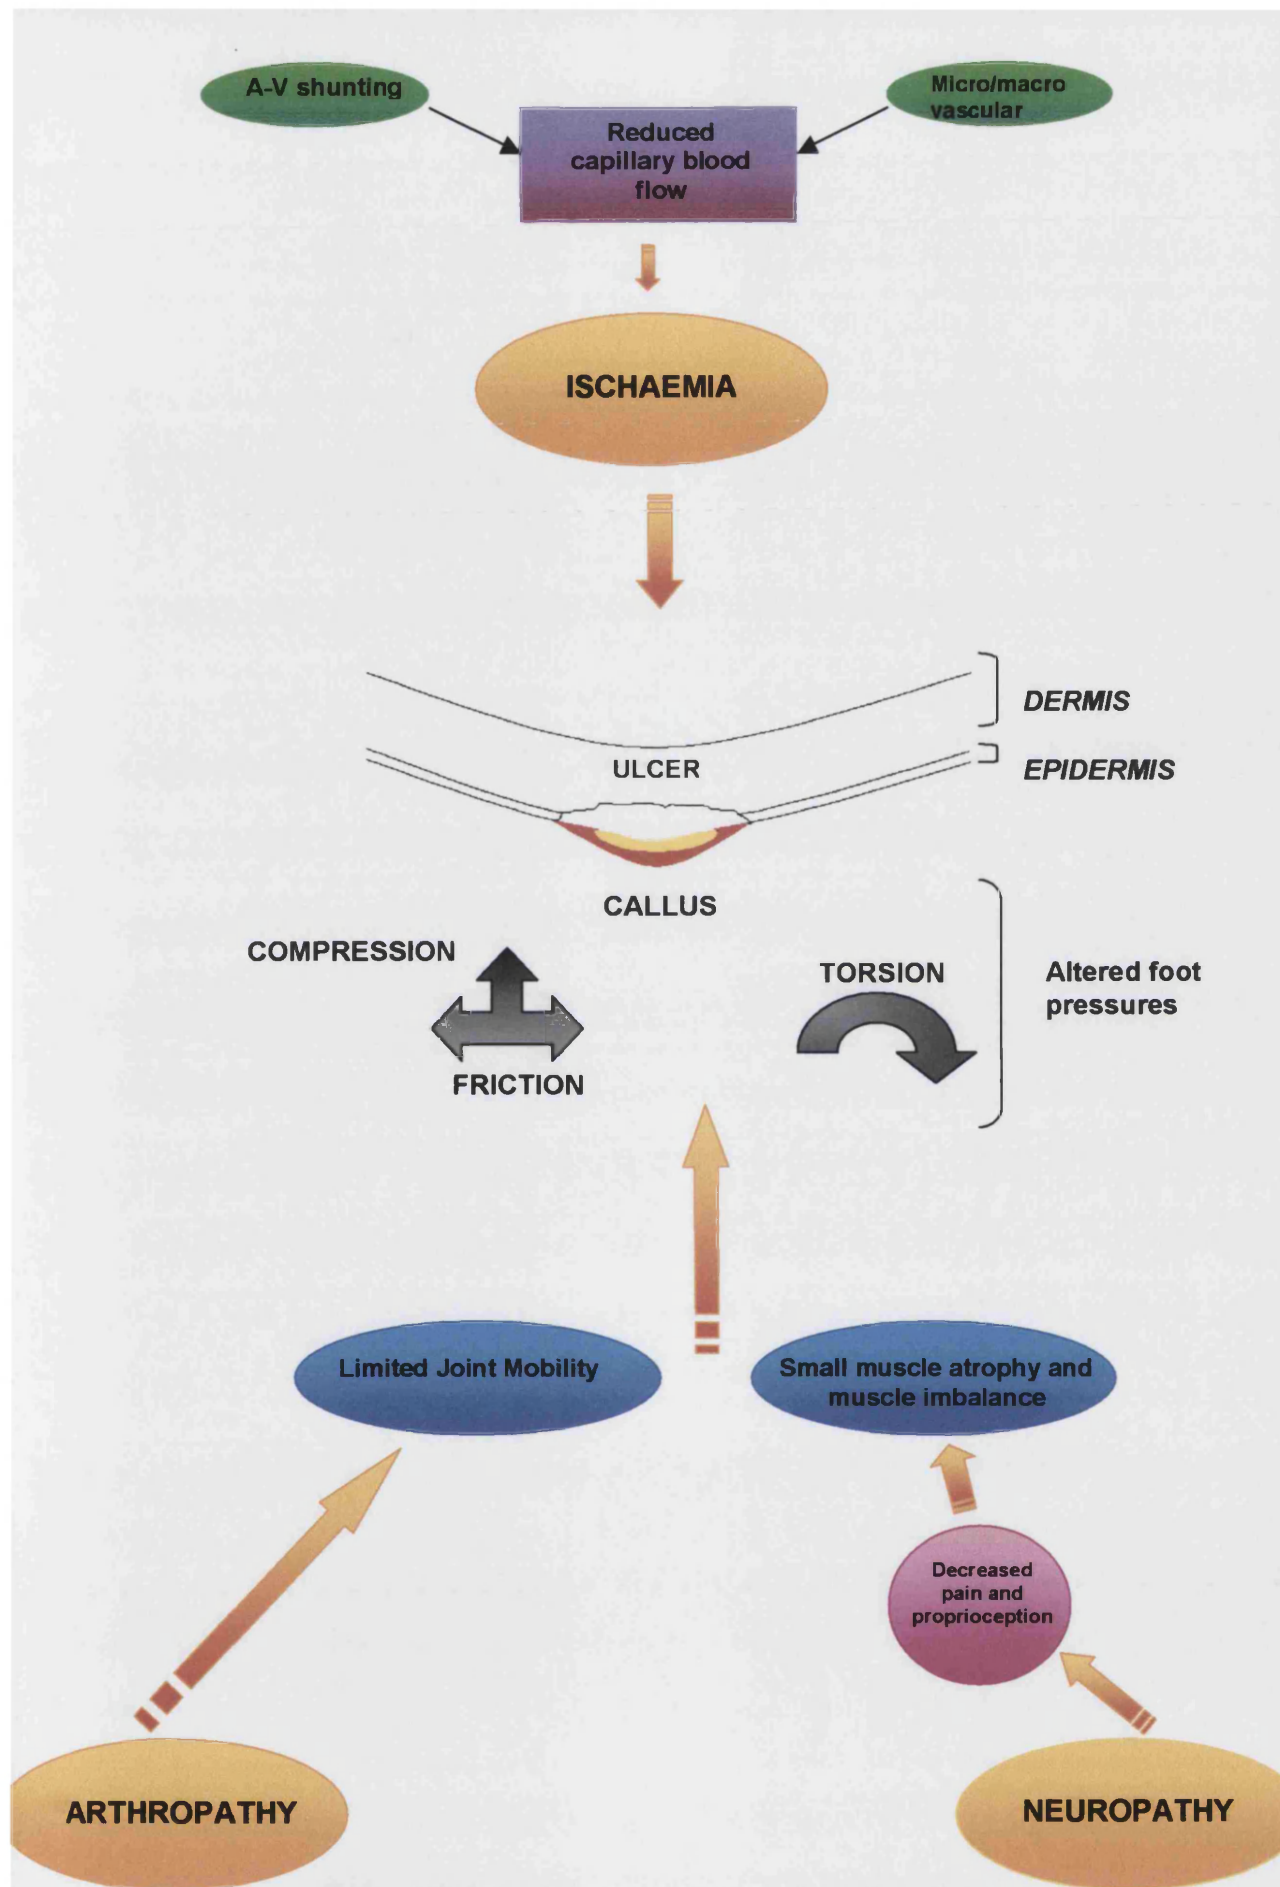 A-V shunting
Micro/macro
vascular
Reduced
capillary blood
flow
ISCHAEMIA
DERMIS
ULCER
EPIDERMIS
CALLUS
COMPRESSION
TORSION
Altered foot
pressures
FRICTION
Limited Joint Mobility
Small muscle atrophy and
muscle imbalance
Decreased
pain and
proprioception
ARTHROPATHY
NEUROPATHY